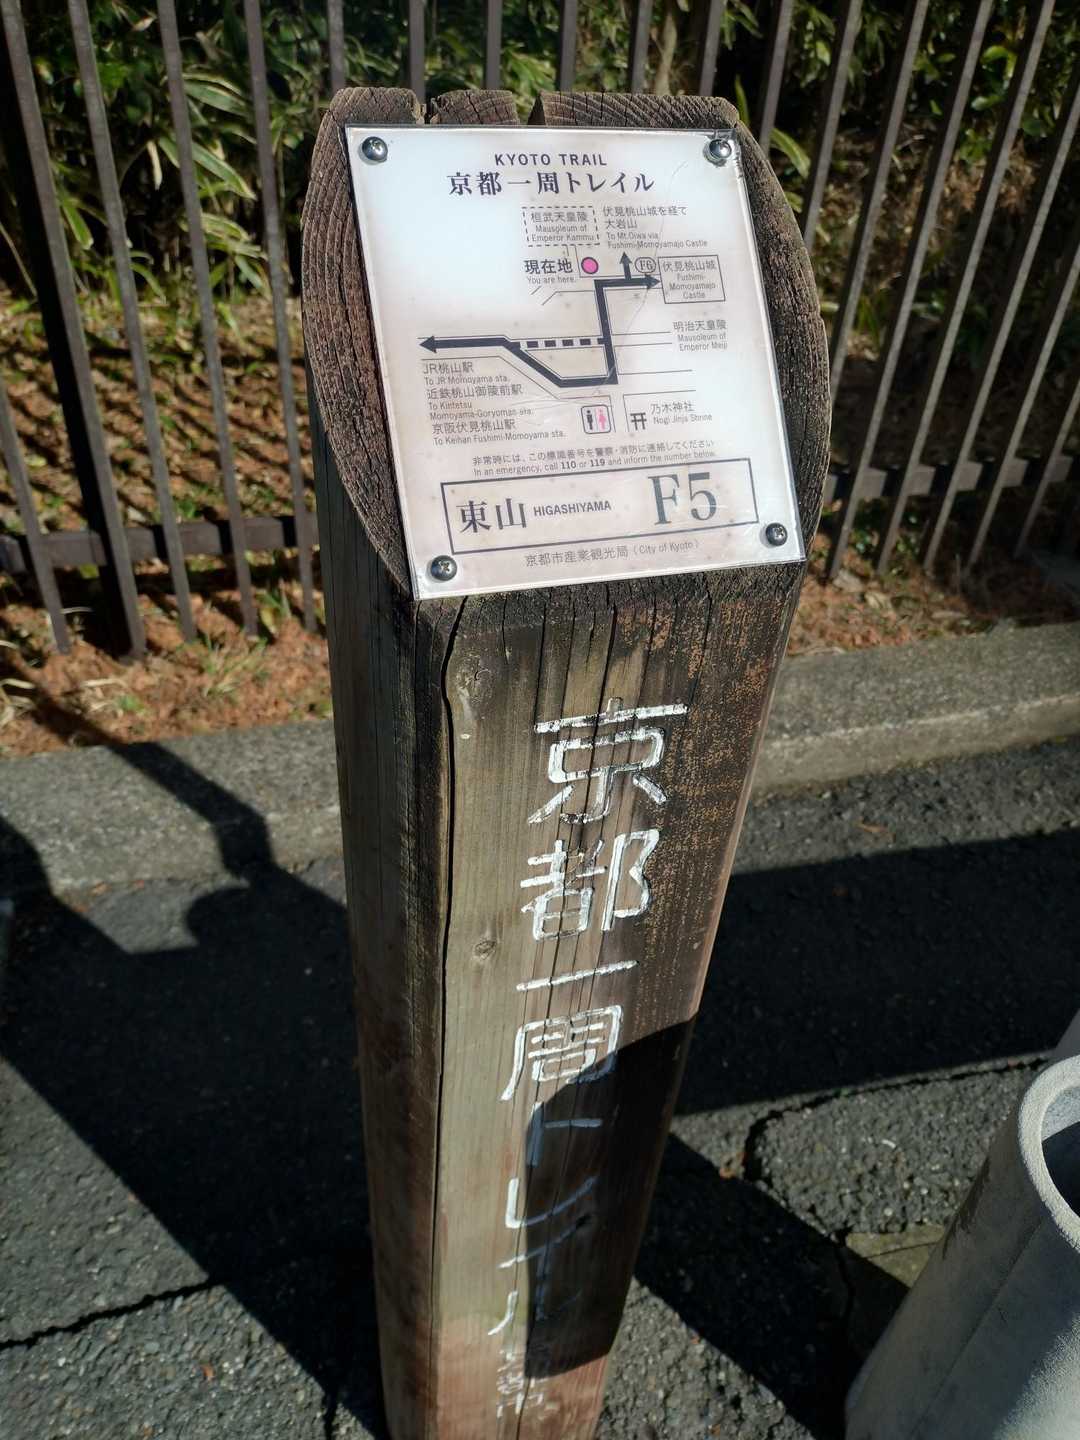 KYOTO TRAIL
京都一周トレイル
桓武天皇陵
Mausoleum of
Emperor Kammu
伏見桃山城を経て
大岩山
To Mt.Oiwa via
Fushimi-Momoyamajo Castle
現在地
You are here.
F6
伏見桃山城
Fushimi-
Momoyamajo
Castle
明治天皇陵
Mausoleum of
Emperor Meiji
JR桃山駅
To JR Momoyama sta.
近鉄桃山御陵前駅
To Kintetsu
Momoyama-Goryomae sta.
京阪伏見桃山駅
To Keihan Fushimi-Momoyama sta.
乃木神社
Nogi Jinja Shrine
非常時には、この標識番号を警察・消防に連絡してください
In an emergency, call 110 or 119 and inform the number below.
東山 HIGASHIYAMA F5
京都市産業観光局 (City of Kyoto)
京都一周トレイル